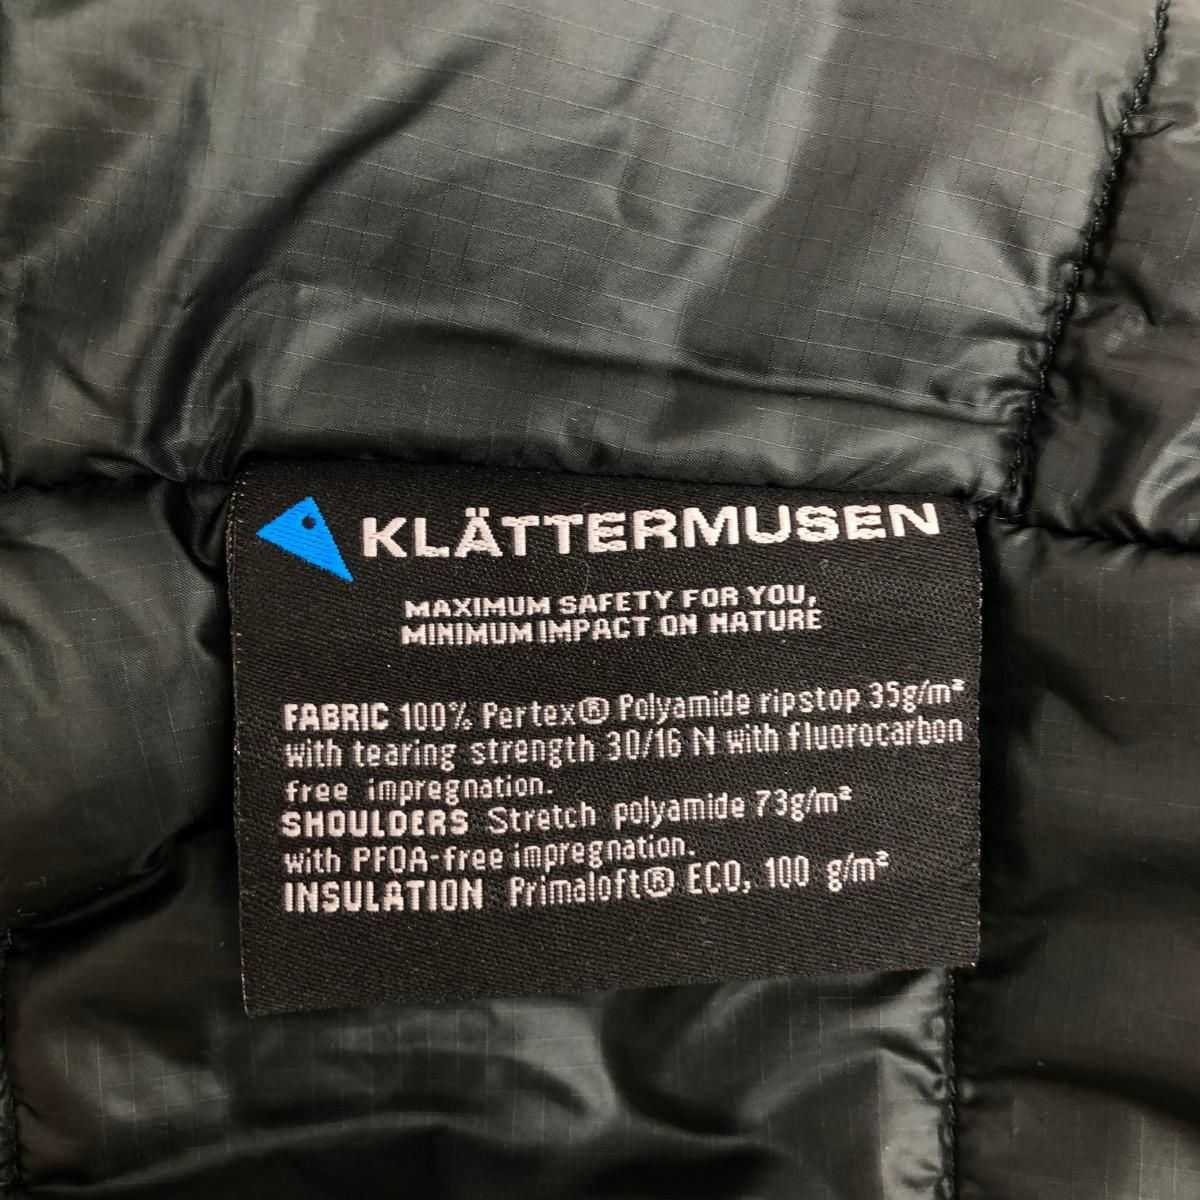 KLÄTTERMUSEN
MAXIMUM SAFETY FOR YOU,
MINIMUM IMPACT ON NATURE
FABRIC 100% Pertex® Polyamide ripstop 35g/m²
with tearing strength 30/16 N with fluorocarbon
free impregnation.
SHOULDERS Stretch polyamide 73g/m²
with PFOA-free impregnation.
INSULATION Primaloft® ECO, 100 g/m²